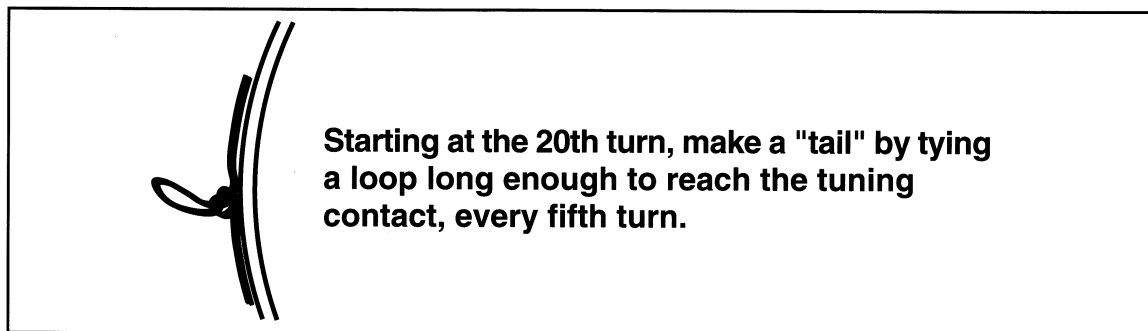 Starting at the 20th turn, make a "tail" by tying
a loop long enough to reach the tuning
contact, every fifth turn.